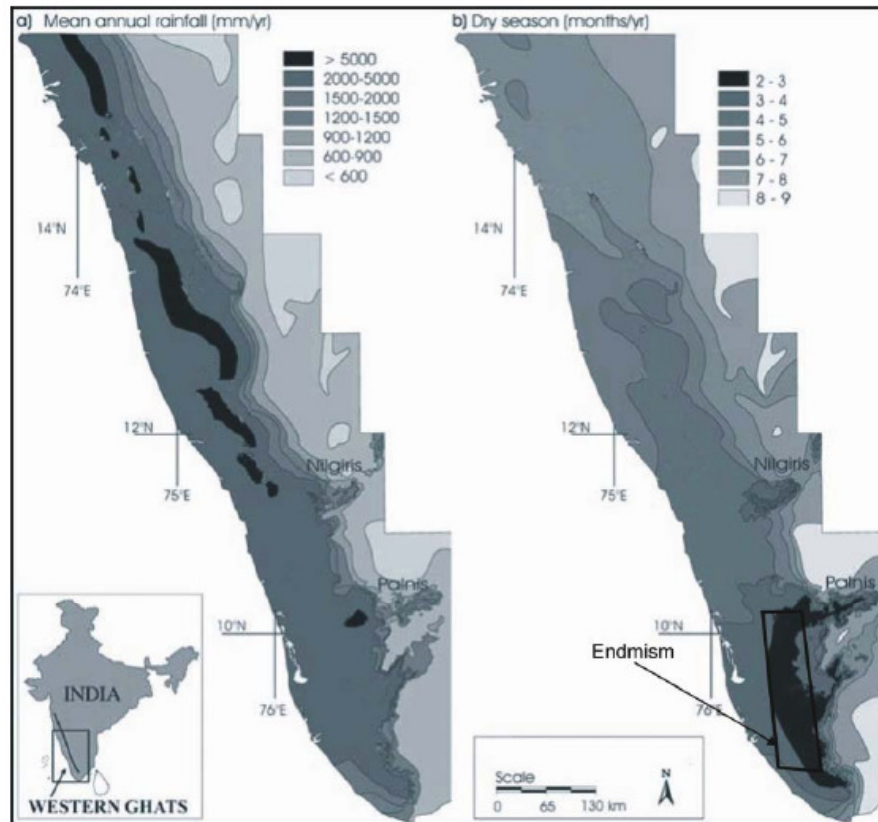 a) Mean annual rainfall (mm/yr)
> 5000
2000-5000
1500-2000
1200-1500
900-1200
600-900
< 600
14°N
74°E
12°N
75°E
Nilgiris
Palnis
10°N
76°E
INDIA
WESTERN GHATS
b) Dry season (months/yr)
2 - 3
3 - 4
4 - 5
5 - 6
6 - 7
7 - 8
8 - 9
14°N
74°E
12°N
75°E
Nilgiris
Palnis
10°N
Endmism
76°E
Scale
N
0 65 130 km